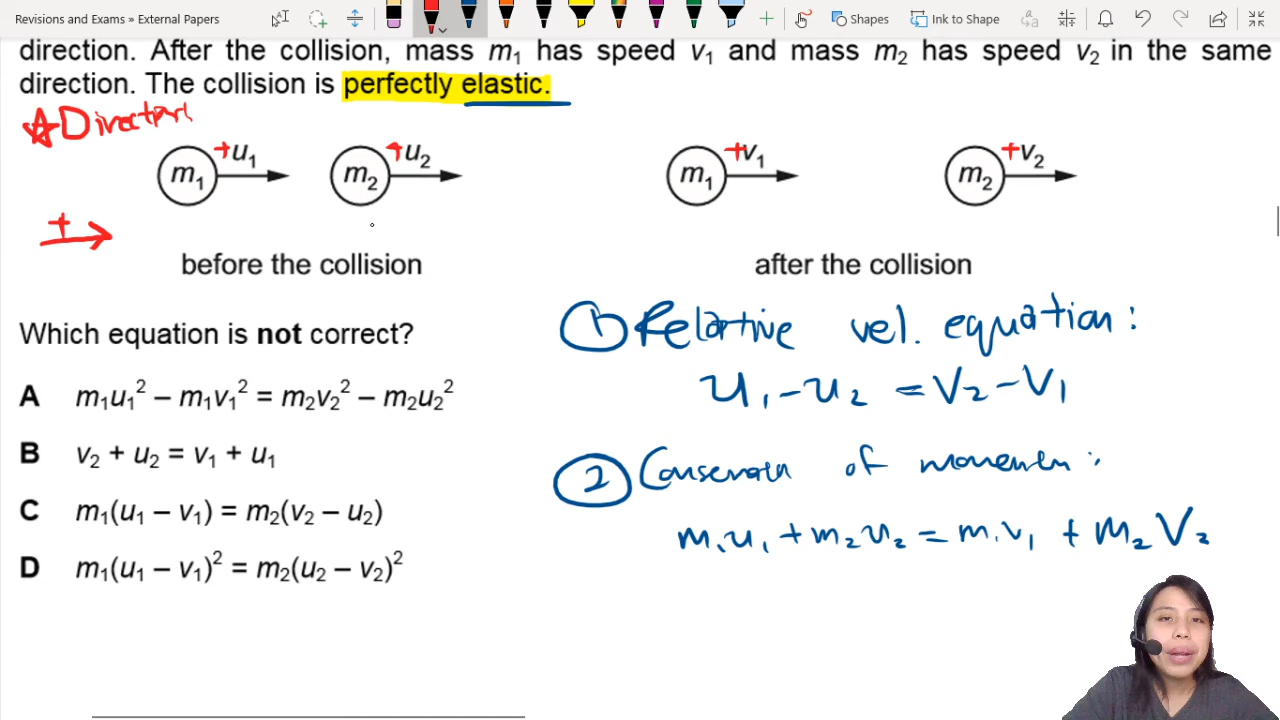 Revisions and Exams » External Papers
Shapes
Ink to Shape
direction. After the collision, mass m₁ has speed v₁ and mass m₂ has speed v₂ in the same
direction. The collision is perfectly elastic.
+u₁ +u₂ +v₁ +v₂
m₁ m₂ m₁ m₂
+
before the collision
after the collision
① Relative vel. equation:
Which equation is not correct?
u₁ - u₂ = v₂ - v₁
A m₁u₁² – m₁v₁² = m₂v₂² – m₂u₂²
B v₂ + u₂ = v₁ + u₁
② of
C m₁(u₁ – v₁) = m₂(v₂ – u₂)
m₁u₁ + m₂u₂ = m₁v₁ + m₂v₂
D m₁(u₁ – v₁)² = m₂(u₂ – v₂)²